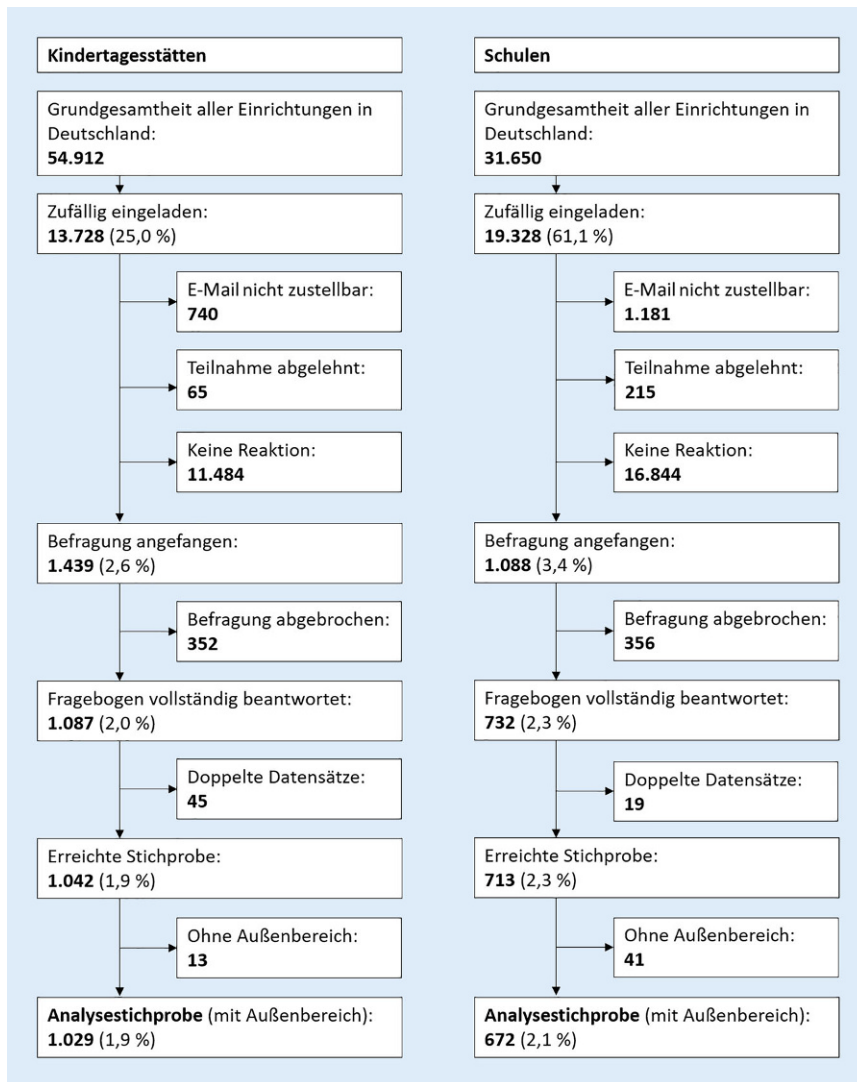 Kindertagesstätten
Grundgesamtheit aller Einrichtungen in
Deutschland:
54.912
Zufällig eingeladen:
13.728 (25,0 %)
E-Mail nicht zustellbar:
740
Teilnahme abgelehnt:
65
Keine Reaktion:
11.484
Befragung angefangen:
1.439 (2,6 %)
Befragung abgebrochen:
352
Fragebogen vollständig beantwortet:
1.087 (2,0 %)
Doppelte Datensätze:
45
Erreichte Stichprobe:
1.042 (1,9 %)
Ohne Außenbereich:
13
Analysestichprobe (mit Außenbereich):
1.029 (1,9 %)
Schulen
Grundgesamtheit aller Einrichtungen in
Deutschland:
31.650
Zufällig eingeladen:
19.328 (61,1 %)
E-Mail nicht zustellbar:
1.181
Teilnahme abgelehnt:
215
Keine Reaktion:
16.844
Befragung angefangen:
1.088 (3,4 %)
Befragung abgebrochen:
356
Fragebogen vollständig beantwortet:
732 (2,3 %)
Doppelte Datensätze:
19
Erreichte Stichprobe:
713 (2,3 %)
Ohne Außenbereich:
41
Analysestichprobe (mit Außenbereich):
672 (2,1 %)